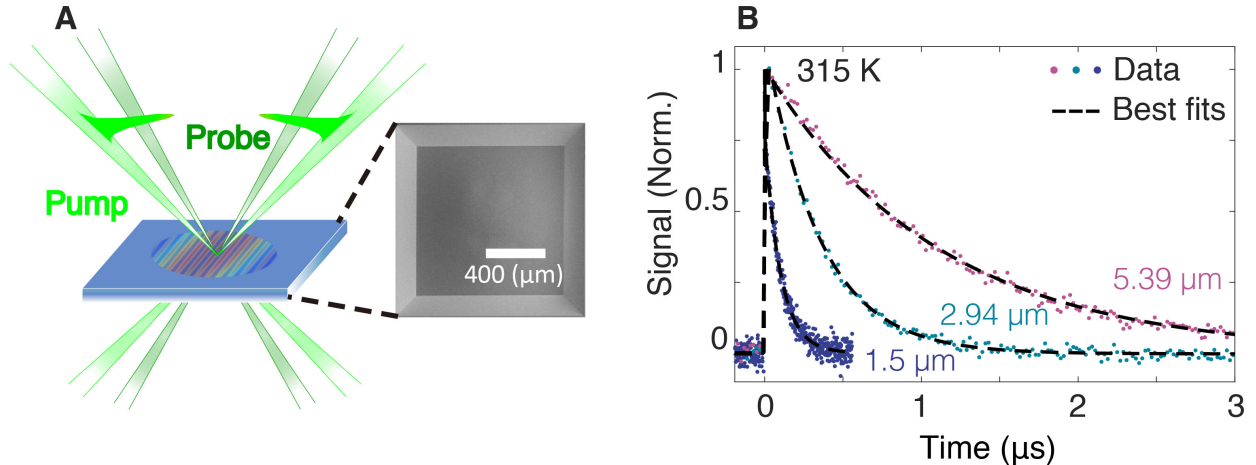 A
Probe
Pump
400 (μm)
B
315 K
Data
Best fits
5.39 μm
2.94 μm
1.5 μm
Signal (Norm.)
1
0.5
0
0
1
2
3
Time (μs)